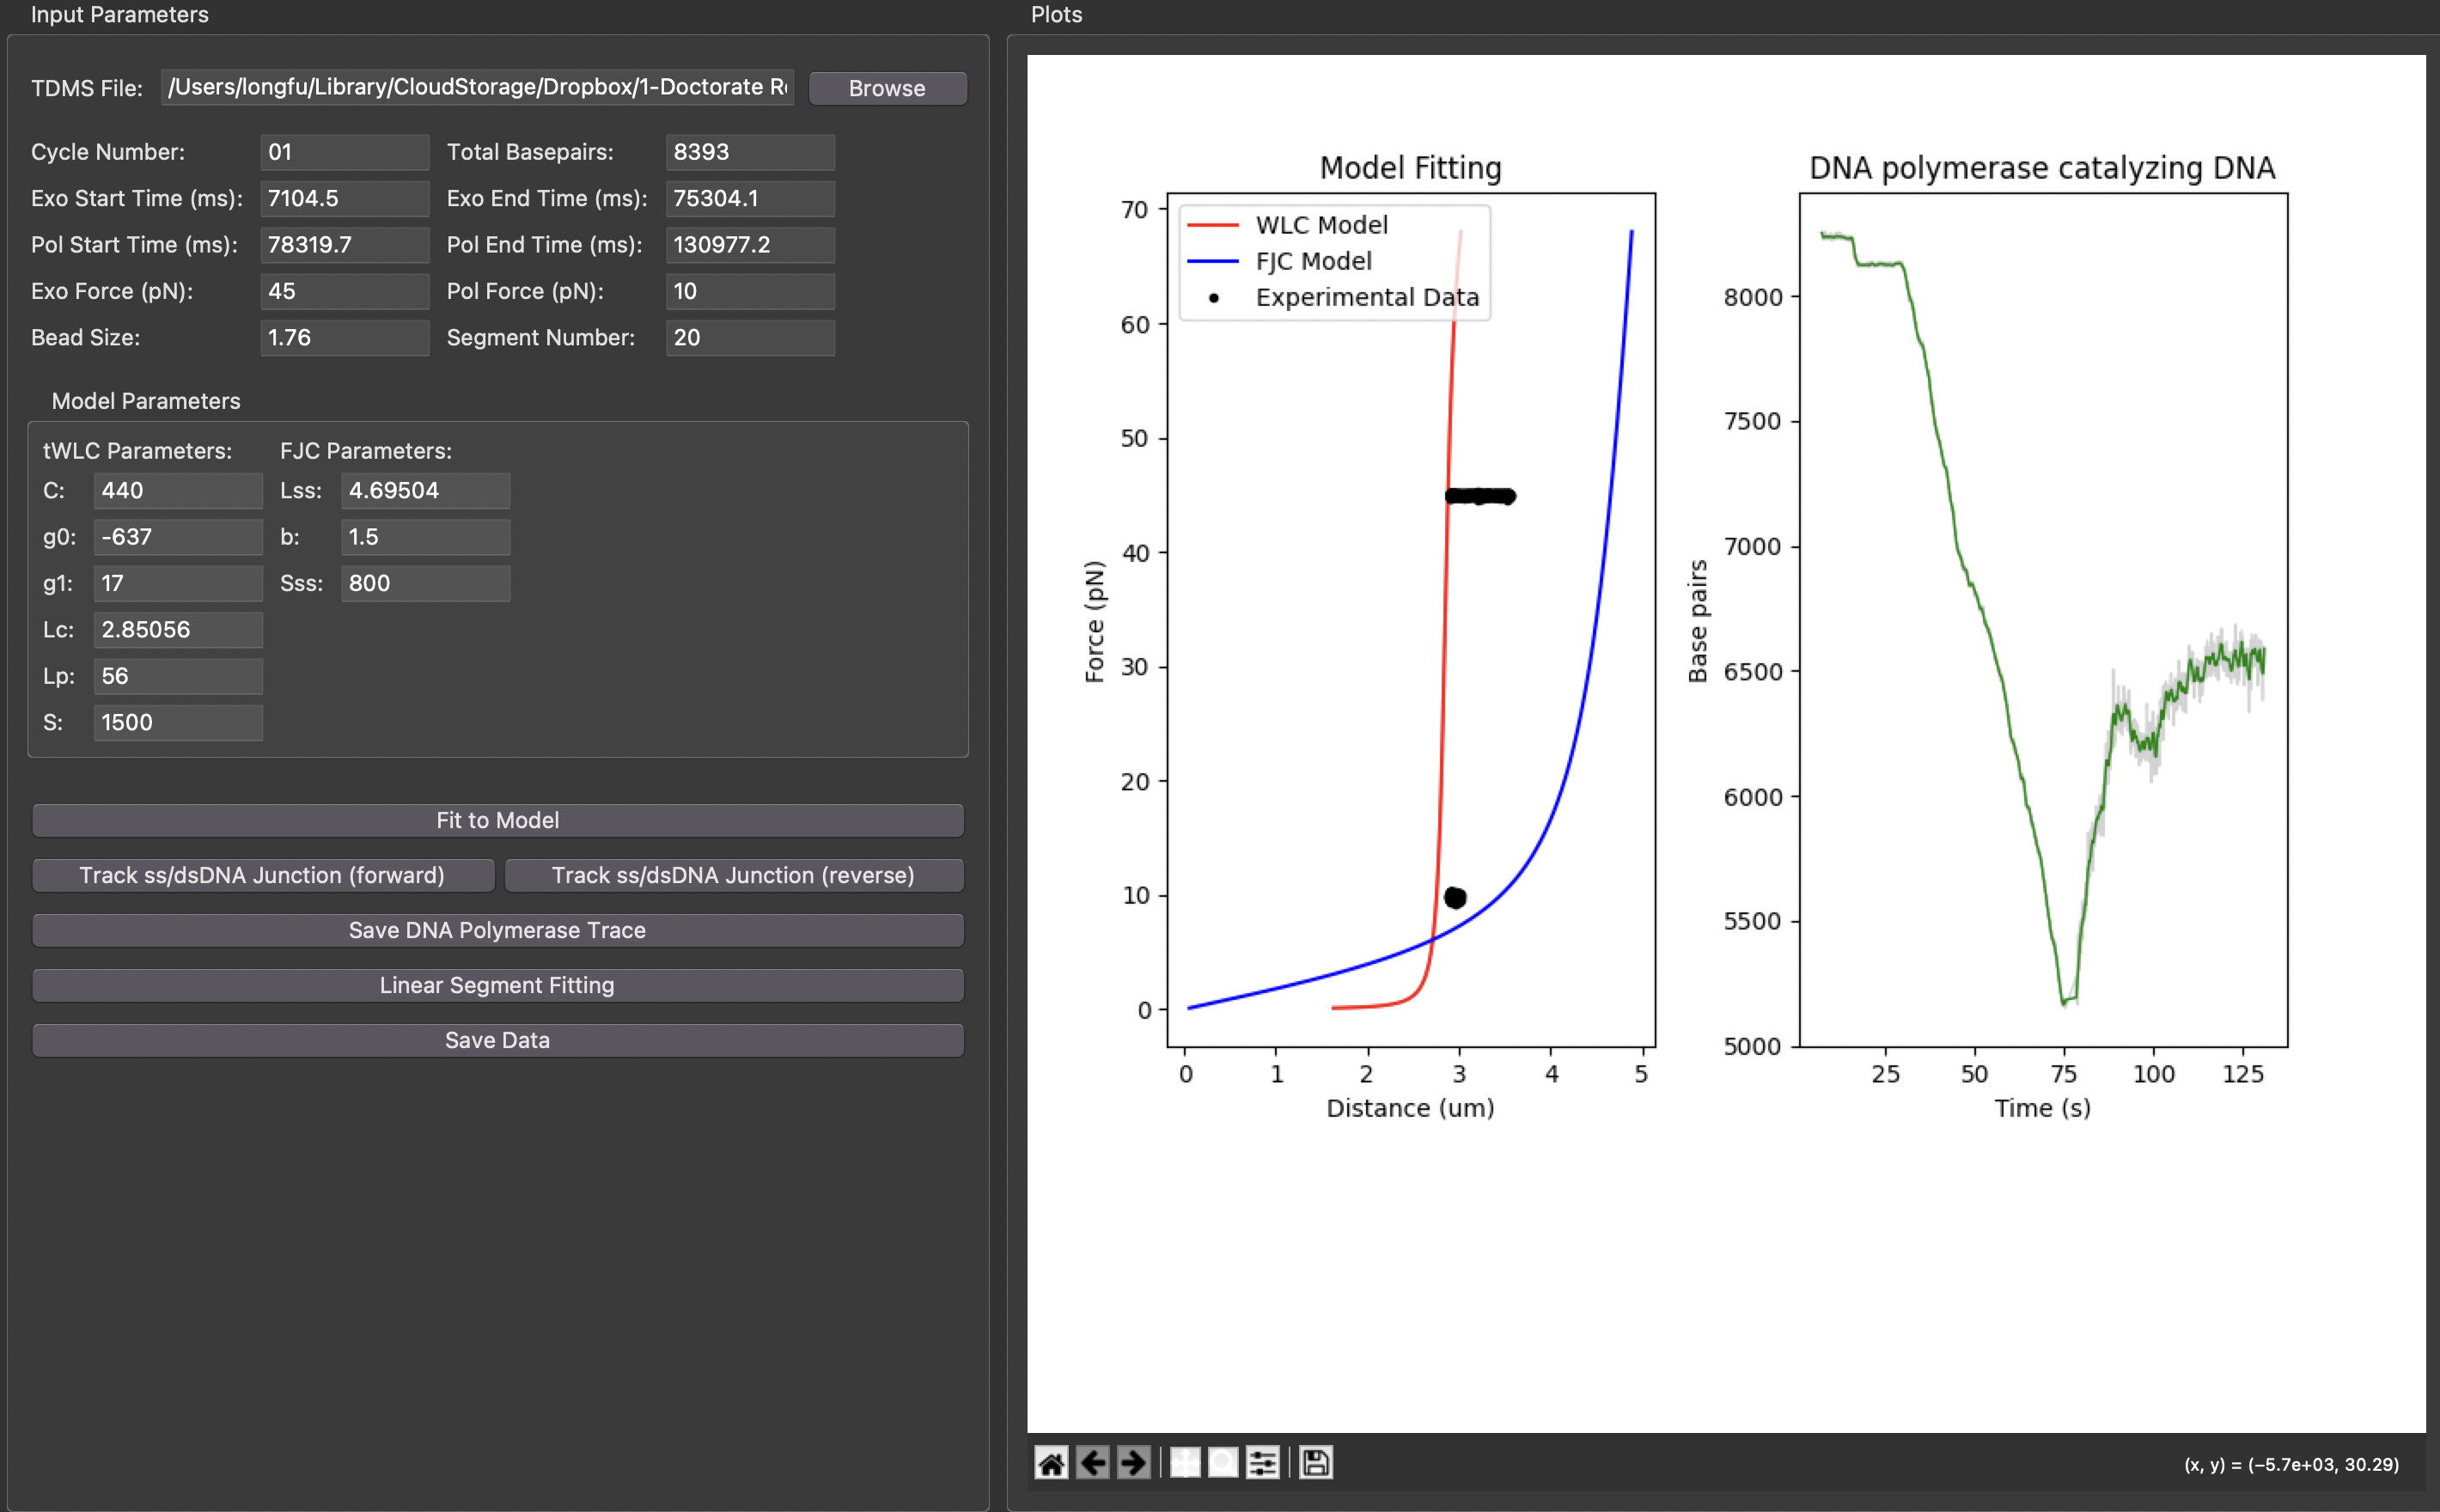 Input Parameters
TDMS File: /Users/longfu/Library/CloudStorage/Dropbox/1-Doctorate Browse
Cycle Number: 01 Total Basepairs: 8393
Exo Start Time (ms): 7104.5 Exo End Time (ms): 75304.1
Pol Start Time (ms): 78319.7 Pol End Time (ms): 130977.2
Exo Force (pN): 45 Pol Force (pN): 10
Bead Size: 1.76 Segment Number: 20
Model Parameters
tWLC Parameters: FJC Parameters:
C: 440 Lss: 4.69504
g0: -637 b: 1.5
g1: 17 Sss: 800
Lc: 2.85056
Lp: 56
S: 1500
Fit to Model
Track ss/dsDNA Junction (forward) Track ss/dsDNA Junction (reverse)
Save DNA Polymerase Trace
Linear Segment Fitting
Save Data
Plots
Model Fitting
WLC Model
FJC Model
Experimental Data
70
60
50
40
30
20
10
0
Force (pN)
0 1 2 3 4 5
Distance (um)
DNA polymerase catalyzing DNA
8000
7500
7000
6500
6000
5500
5000
Base pairs
25 50 75 100 125
Time (s)
(x, y) = (−5.7e+03, 30.29)